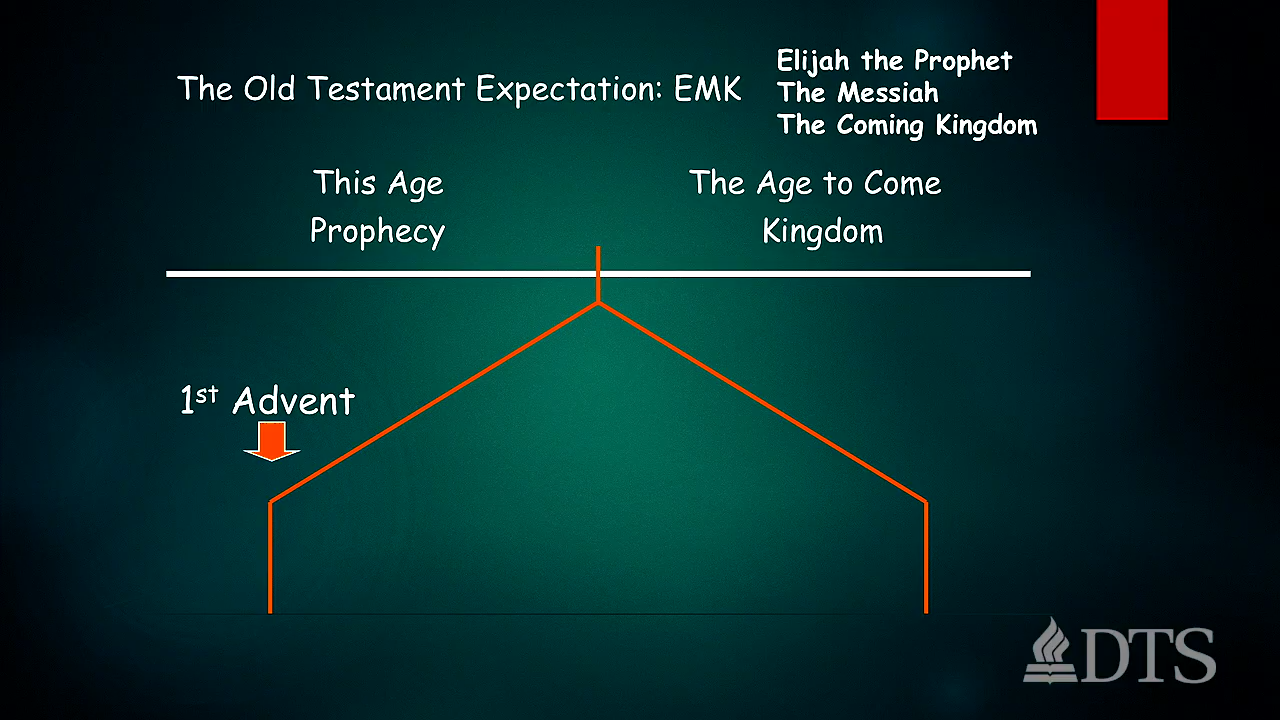 The Old Testament Expectation: EMK
Elijah the Prophet
The Messiah
The Coming Kingdom
This Age
Prophecy
The Age to Come
Kingdom
1st Advent
DTS